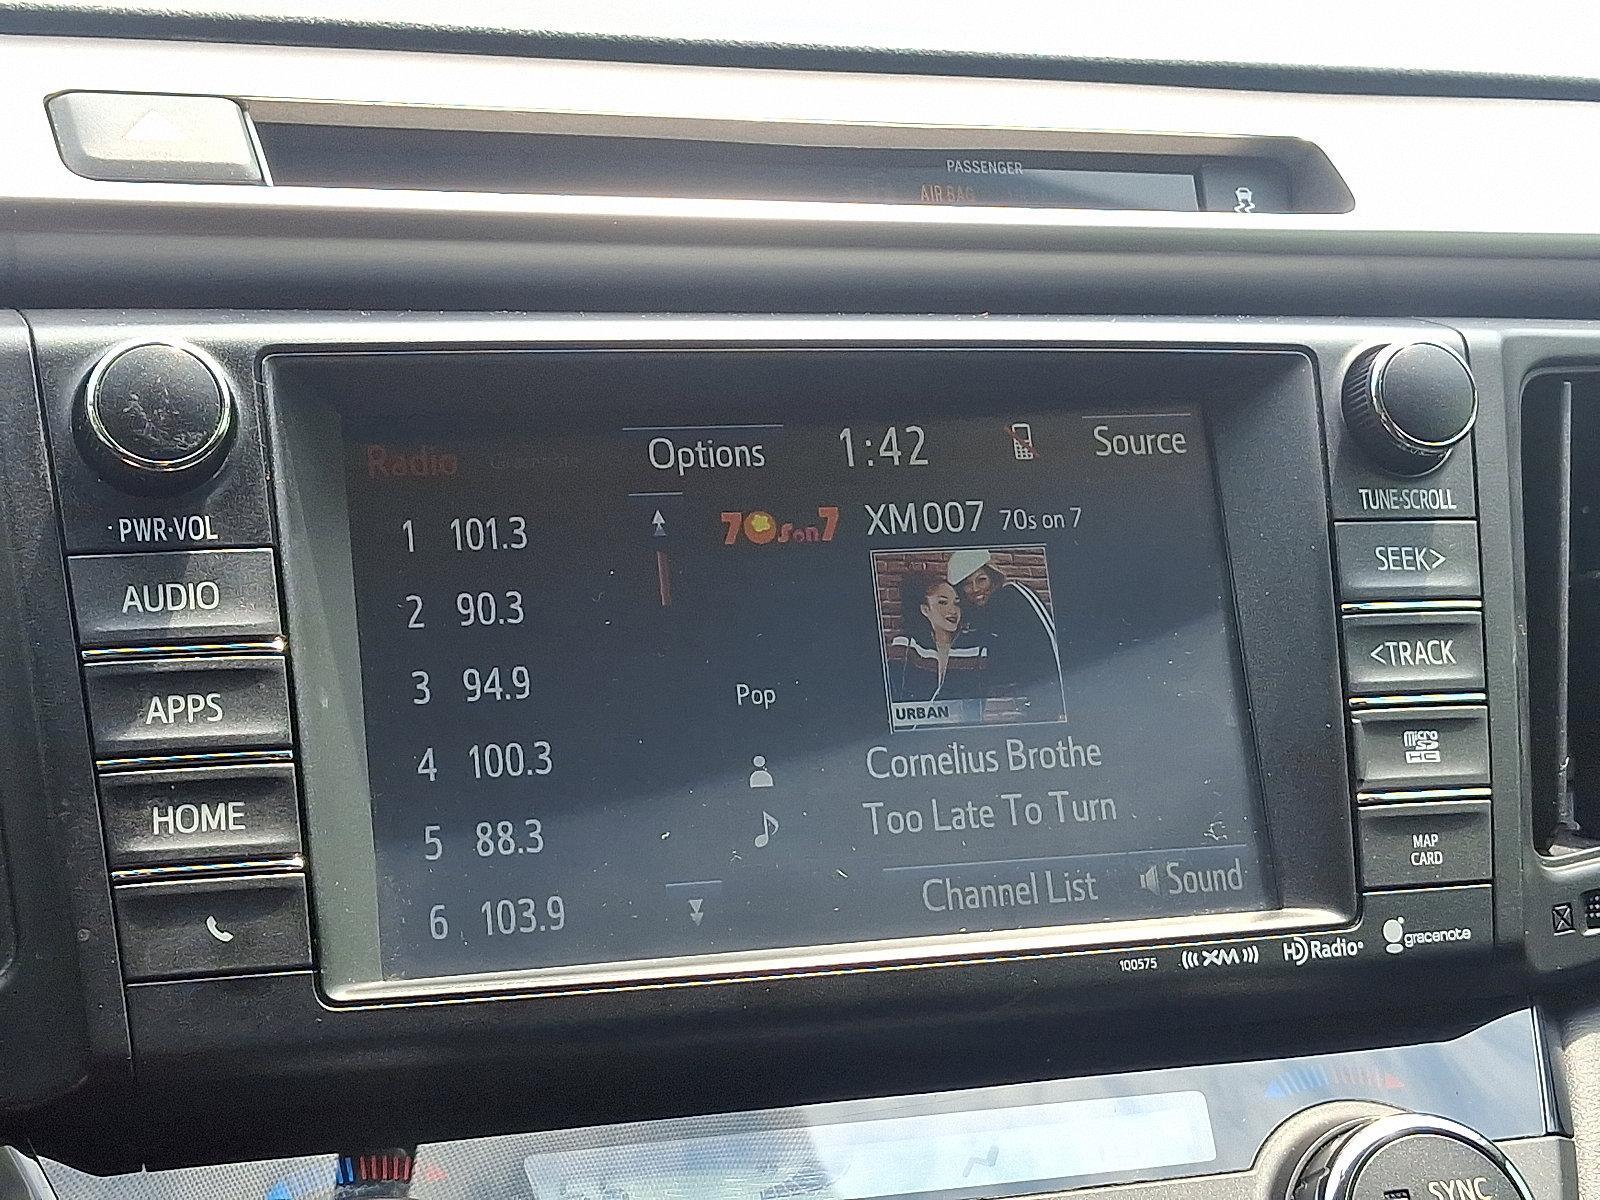 PASSENGER
AIR BAG
Radio
Options
1:42
Source
1 101.3
2 90.3
3 94.9
4 100.3
5 88.3
6 103.9
70s on 7
XM007 70s on 7
URBAN
Pop
Cornelius Brothe
Too Late To Turn
Channel List
Sound
PWR·VOL
AUDIO
APPS
HOME
TUNE·SCROLL
SEEK>
<TRACK
micro
SD
HC
MAP
CARD
100575
((( XM )))
HD Radio®
gracenote
SYNC